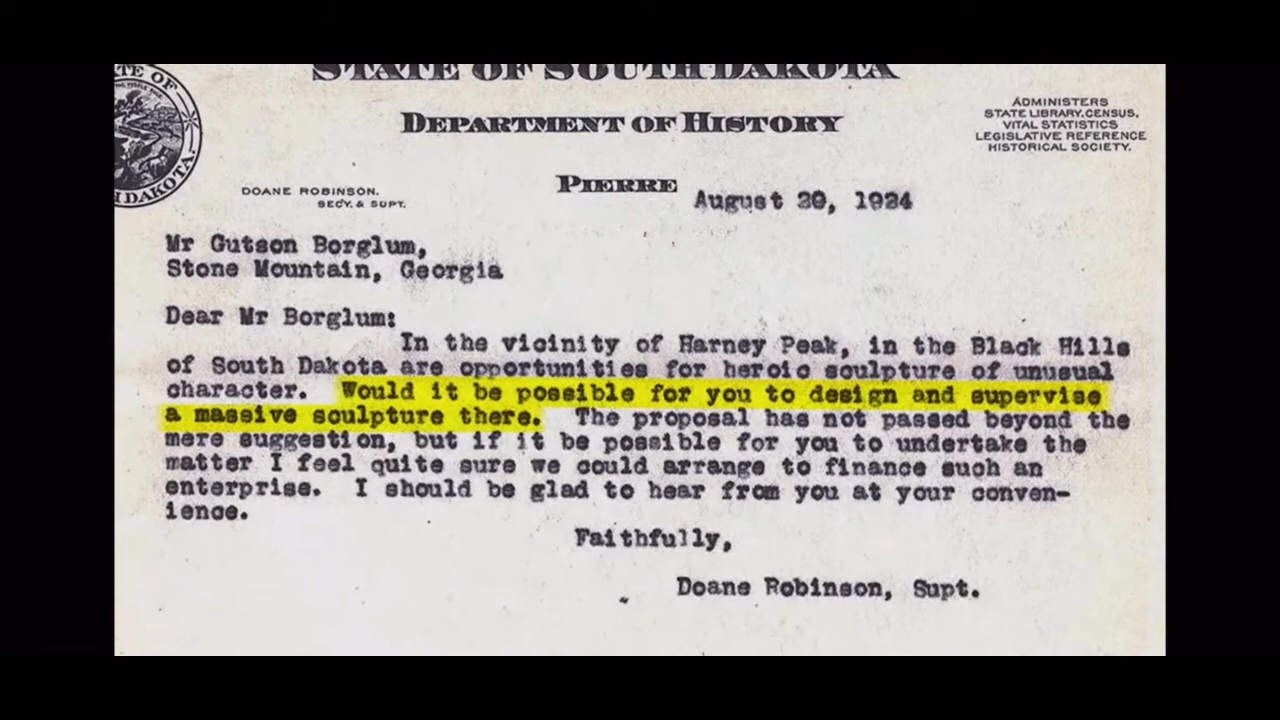 STATE OF SOUTH DAKOTA
TE OF
DEPARTMENT OF HISTORY
ADMINISTERS
STATE LIBRARY, CENSUS,
VITAL STATISTICS
LEGISLATIVE REFERENCE
HISTORICAL SOCIETY.
H DAKOTA.
DOANE ROBINSON.
SEC'Y. & SUPT.
PIERRE
August 20, 1924
Mr Gutson Borglum,
Stone Mountain, Georgia
Dear Mr Borglum:
In the vicinity of Harney Peak, in the Black Hills
of South Dakota are opportunities for heroic sculpture of unusual
character. Would it be possible for you to design and supervise
a massive sculpture there. The proposal has not passed beyond the
mere suggestion, but if it be possible for you to undertake the
matter I feel quite sure we could arrange to finance such an
enterprise. I should be glad to hear from you at your conven-
ience.
Faithfully,
Doane Robinson, Supt.